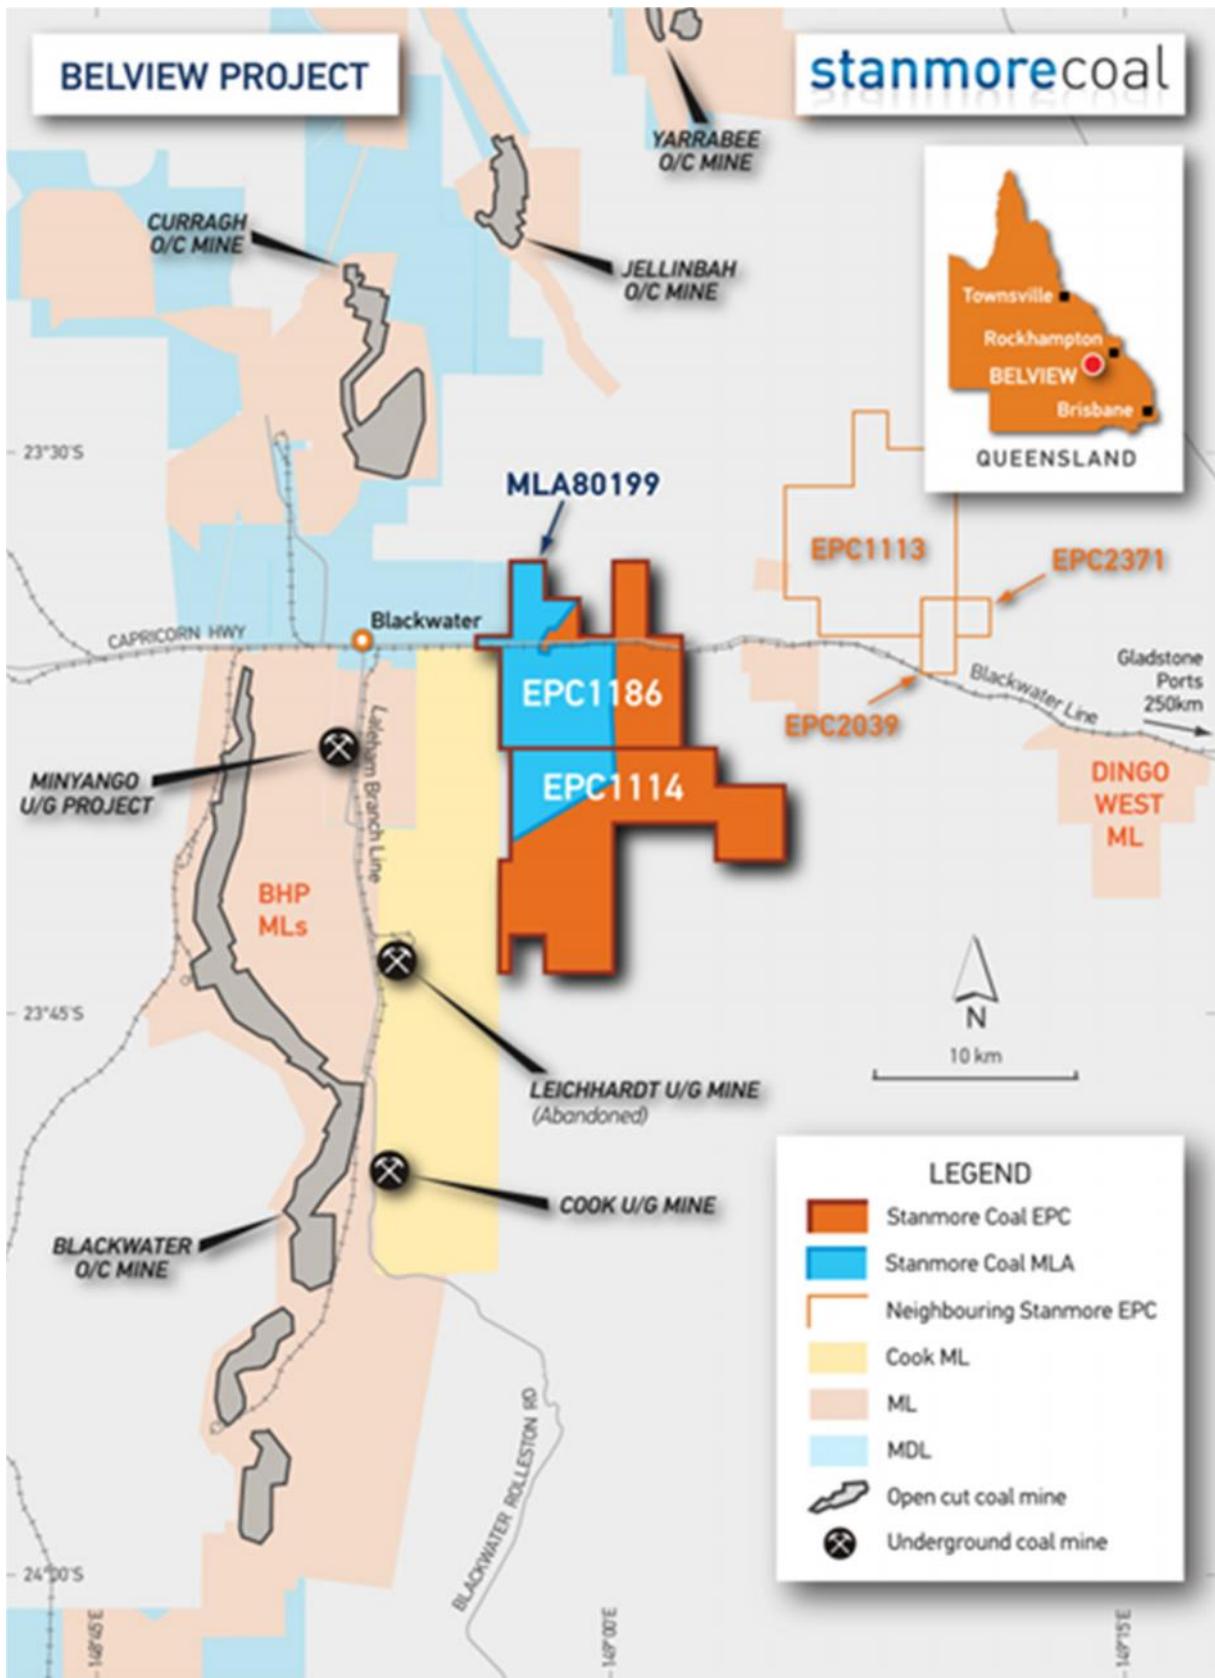 BELVIEW PROJECT
stanmorecoal
YARRABEE
O/C MINE
CURRAGH
O/C MINE
JELLINBAH
O/C MINE
Townsville
Rockhampton
BELVIEW
Brisbane
QUEENSLAND
23°30'S
MLA80199
EPC1113
EPC2371
Blackwater
CAPRICORN HWY
Gladstone
Ports
250km
Blackwater Line
EPC1186
EPC2039
Laleham Branch Line
MINYANGO
U/G PROJECT
EPC1114
DINGO
WEST
ML
BHP
MLs
23°45'S
N
10 km
LEICHHARDT U/G MINE
(Abandoned)
COOK U/G MINE
BLACKWATER
O/C MINE
BLACKWATER ROLLESTON RD
LEGEND
Stanmore Coal EPC
Stanmore Coal MLA
Neighbouring Stanmore EPC
Cook ML
ML
MDL
Open cut coal mine
Underground coal mine
24°00'S
148°45'E
149°00'E
149°15'E